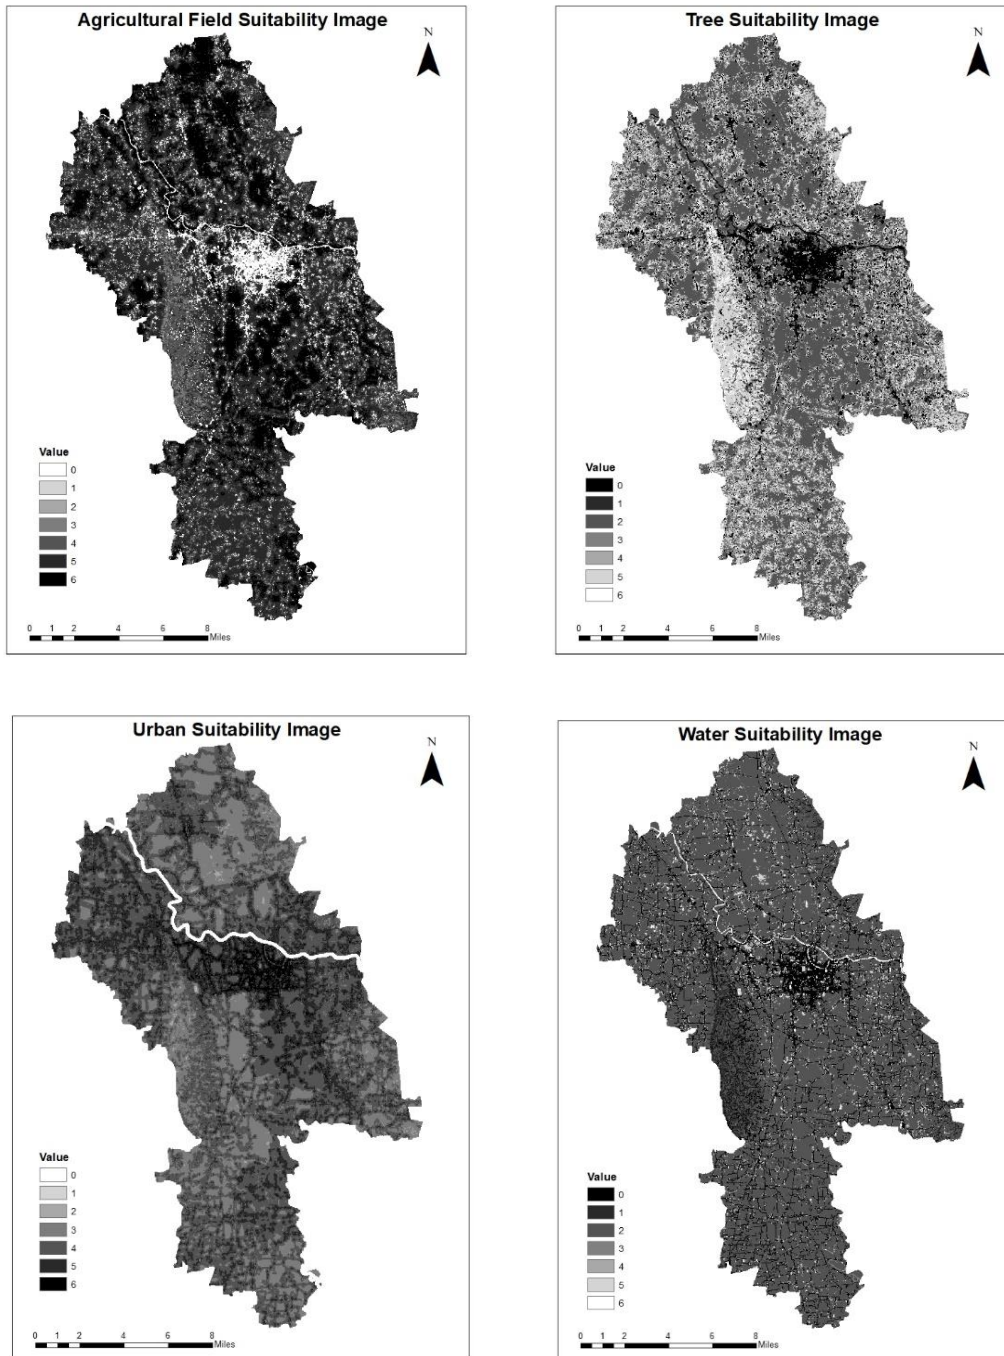 Agricultural Field Suitability Image
N
Value
0
1
2
3
4
5
6
0 1 2 4 6 8
Miles
Tree Suitability Image
N
Value
0
1
2
3
4
5
6
0 1 2 4 6 8
Miles
Urban Suitability Image
N
Value
0
1
2
3
4
5
6
0 1 2 4 6 8
Miles
Water Suitability Image
N
Value
0
1
2
3
4
5
6
0 1 2 4 6 8
Miles